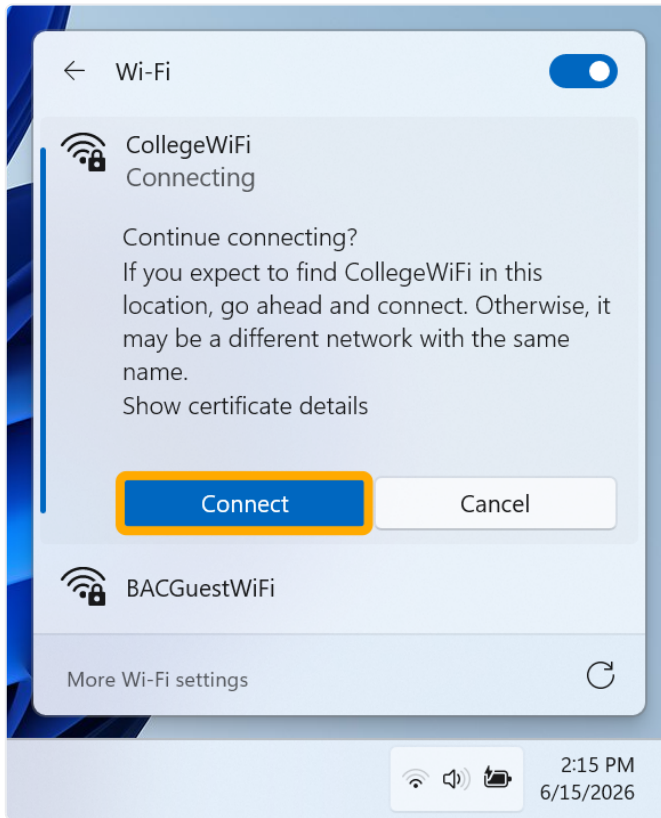 Wi-Fi
CollegeWiFi
Connecting
Continue connecting?
If you expect to find CollegeWiFi in this
location, go ahead and connect. Otherwise, it
may be a different network with the same
name.
Show certificate details
Connect
Cancel
BACGuestWiFi
More Wi-Fi settings
2:15 PM
6/15/2026